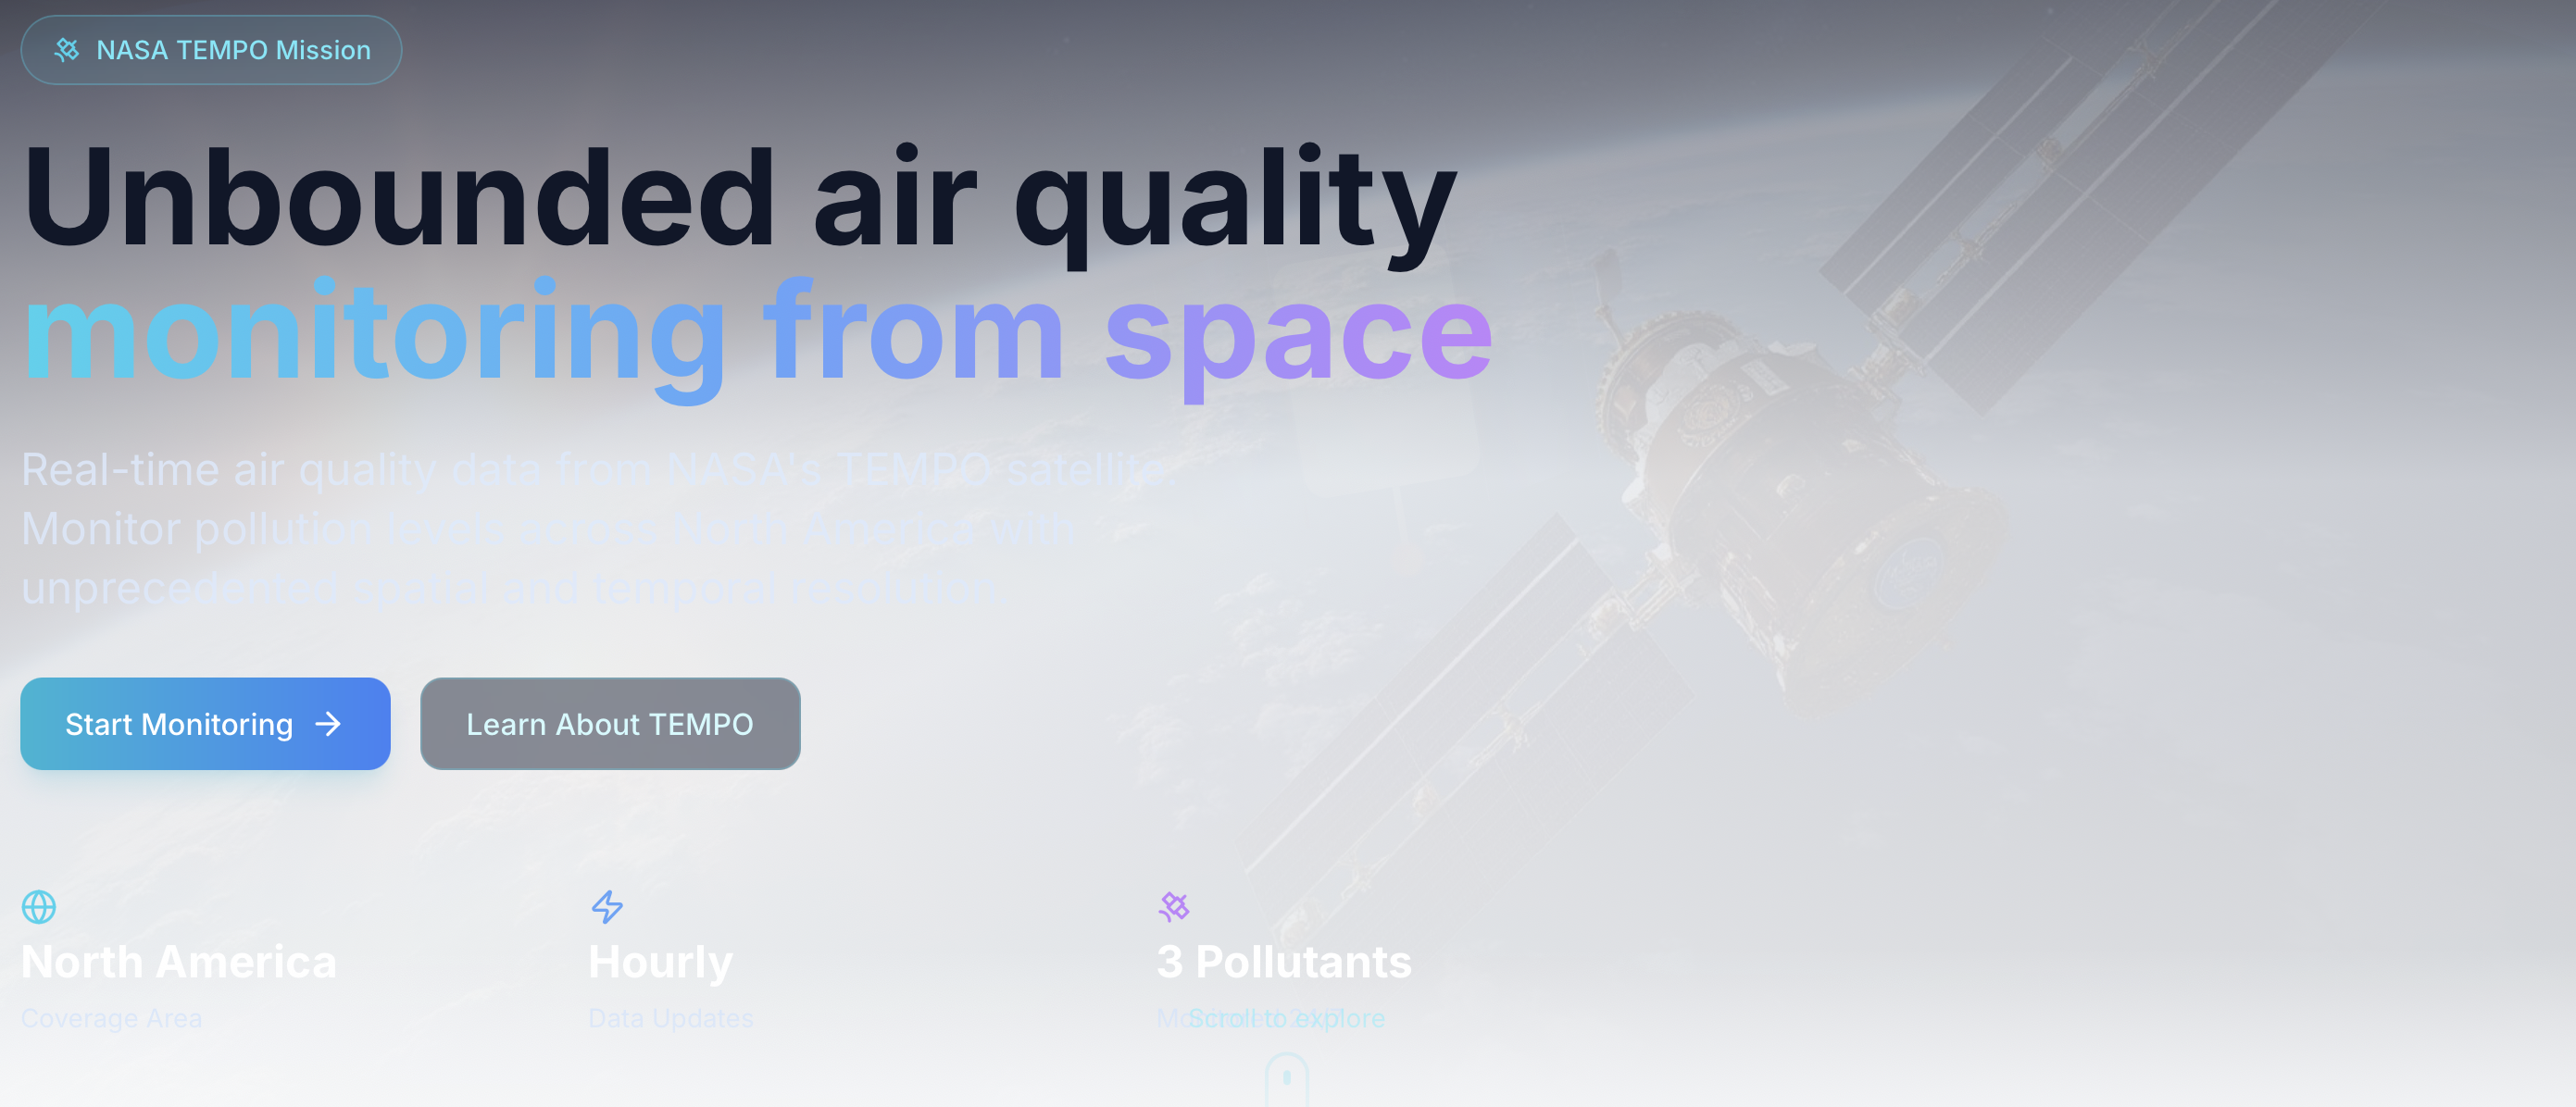 NASA TEMPO Mission
Unbounded air quality
monitoring from space
Real-time air quality data from NASA's TEMPO satellite.
Monitor pollution levels across North America with
unprecedented spatial and temporal resolution.
Start Monitoring
Learn About TEMPO
North America
Hourly
3 Pollutants
Coverage Area
Data Updates
Scroll to explore